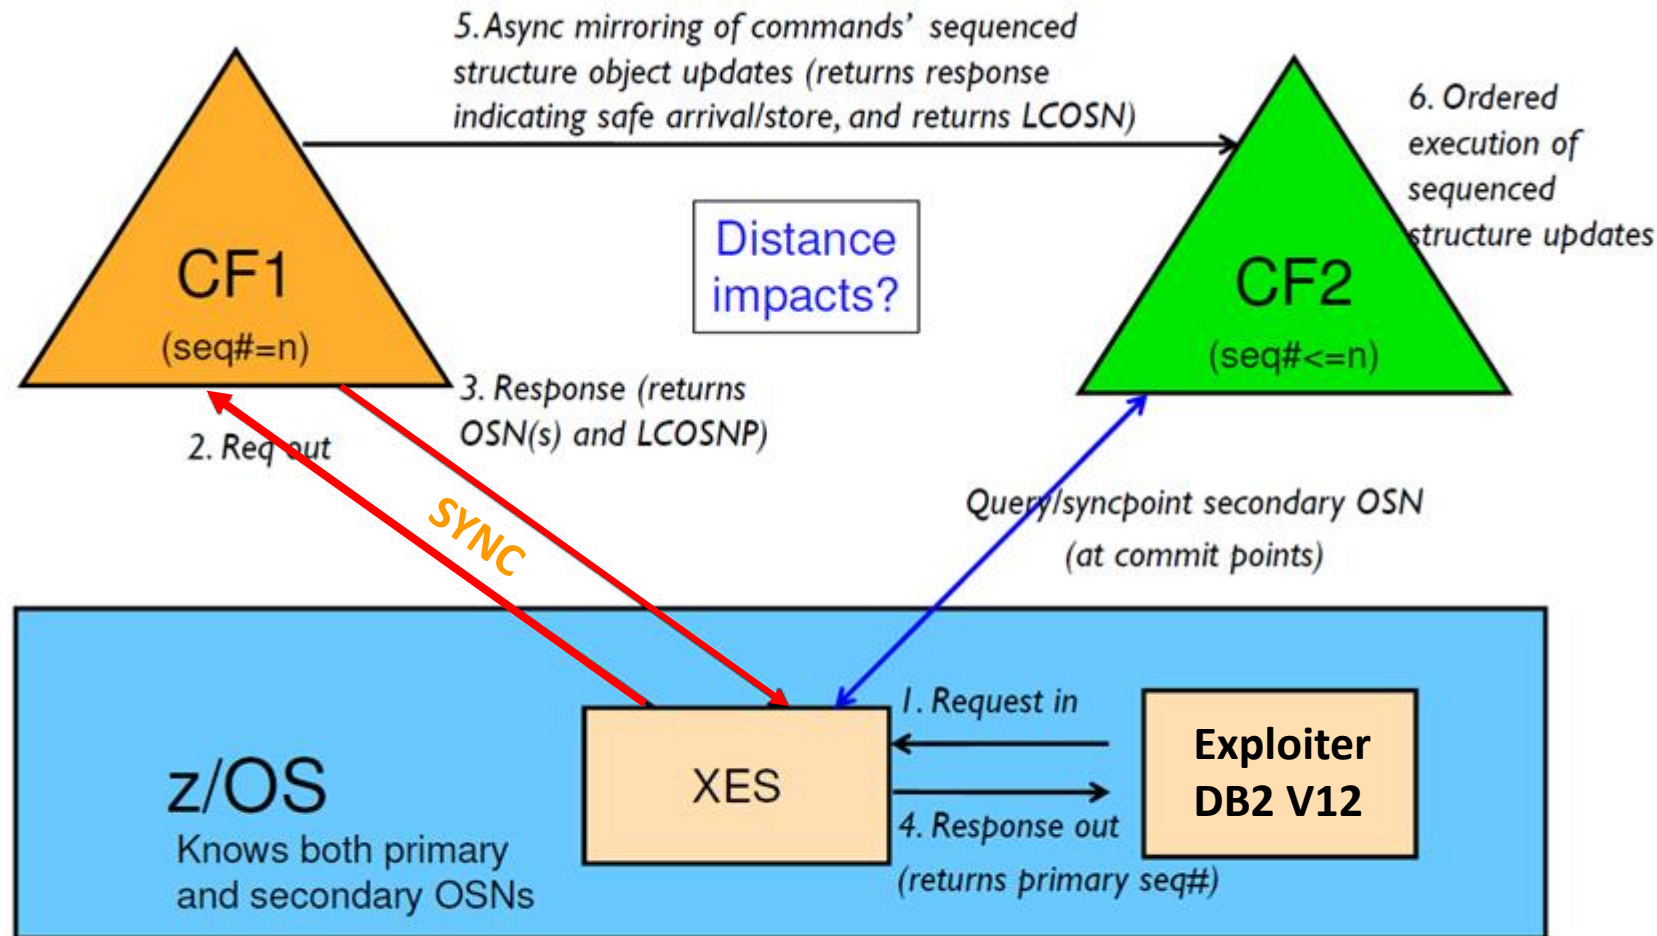 5. Async mirroring of commands' sequenced
structure object updates (returns response
indicating safe arrival/store, and returns LCOSN)
6. Ordered
execution of
sequenced
structure updates
Distance
impacts?
CF1
(seq#=n)
CF2
(seq#<=n)
3. Response (returns
OSN(s) and LCOSNP)
2. Req out
SYNC
Query/syncpoint secondary OSN
(at commit points)
1. Request in
Exploiter
DB2 V12
XES
z/OS
Knows both primary
and secondary OSNs
4. Response out
(returns primary seq#)